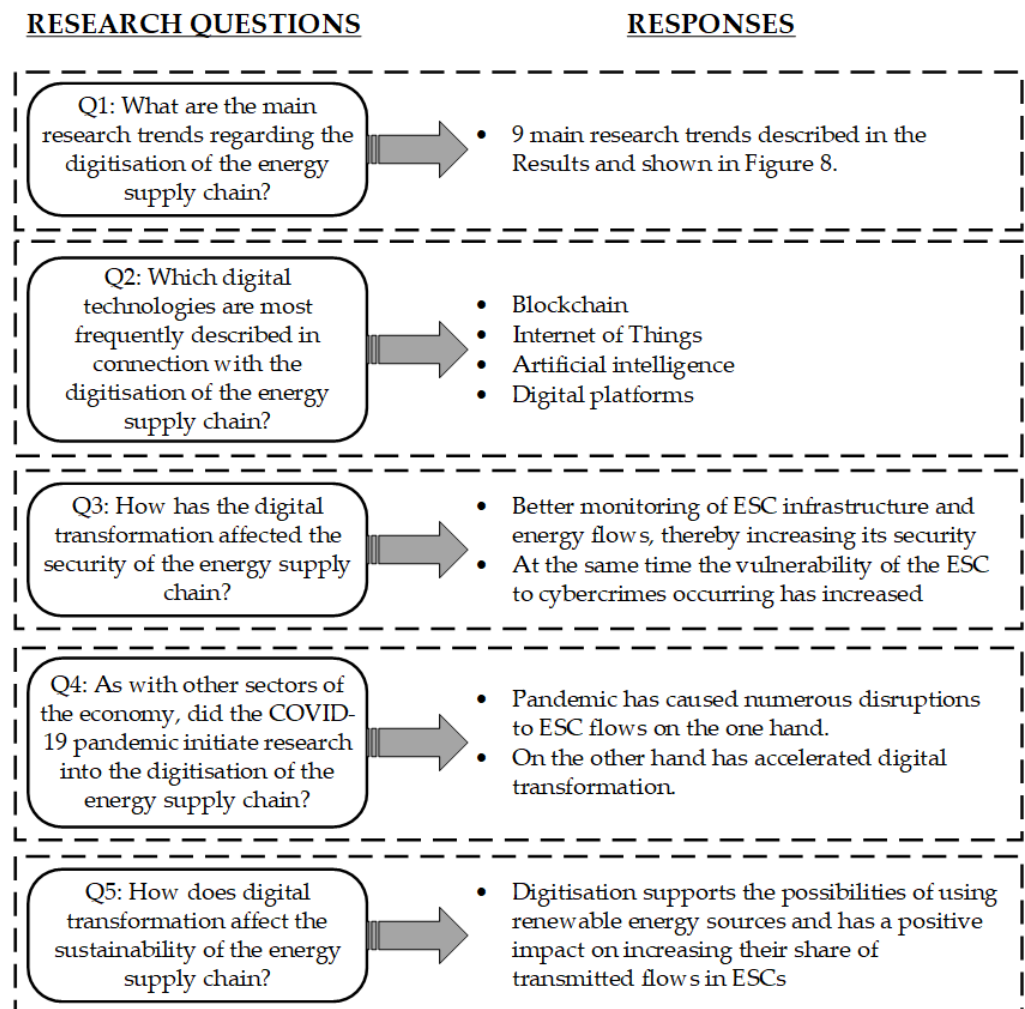 RESEARCH QUESTIONS
RESPONSES
Q1: What are the main
research trends regarding the
digitisation of the energy
supply chain?
• 9 main research trends described in the
Results and shown in Figure 8.
Q2: Which digital
technologies are most
frequently described in
connection with the
digitisation of the energy
supply chain?
• Blockchain
• Internet of Things
• Artificial intelligence
• Digital platforms
Q3: How has the digital
transformation affected the
security of the energy supply
chain?
• Better monitoring of ESC infrastructure and
energy flows, thereby increasing its security
• At the same time the vulnerability of the ESC
to cybercrimes occurring has increased
Q4: As with other sectors of
the economy, did the COVID-
19 pandemic initiate research
into the digitisation of the
energy supply chain?
• Pandemic has caused numerous disruptions
to ESC flows on the one hand.
• On the other hand has accelerated digital
transformation.
Q5: How does digital
transformation affect the
sustainability of the energy
supply chain?
• Digitisation supports the possibilities of using
renewable energy sources and has a positive
impact on increasing their share of
transmitted flows in ESCs